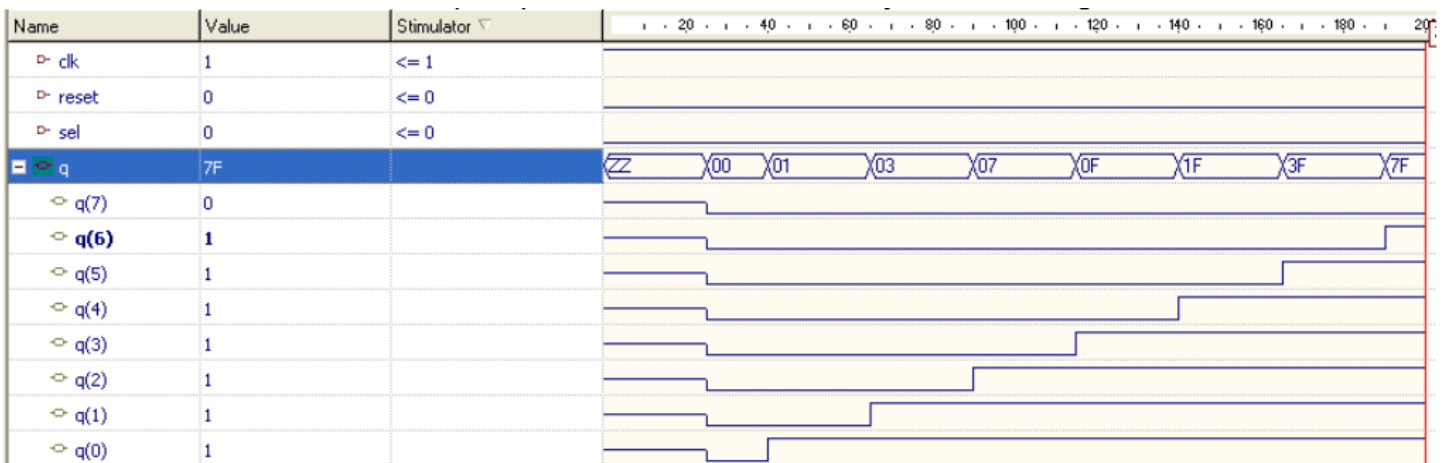 Name Value Stimulator 20 40 60 80 100 120 140 160 180
clk 1 <= 1
reset 0 <= 0
sel 0 <= 0
q 7F ZZ 00 01 03 07 0F 1F 3F 7F
q(7) 0
q(6) 1
q(5) 1
q(4) 1
q(3) 1
q(2) 1
q(1) 1
q(0) 1